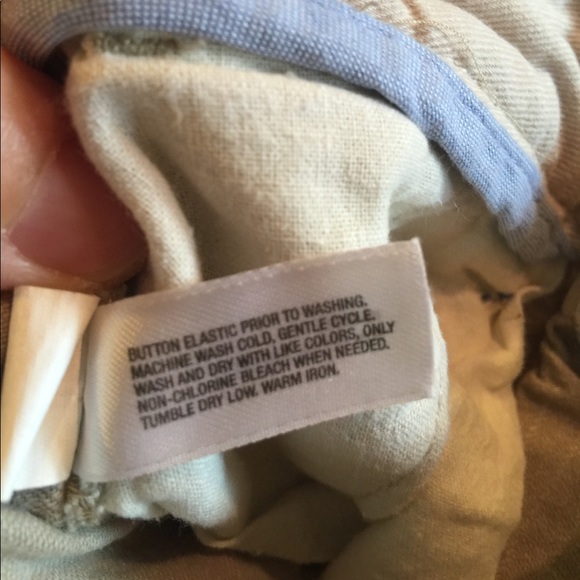 BUTTON ELASTIC PRIOR TO WASHING.
MACHINE WASH COLD, GENTLE CYCLE.
WASH AND DRY WITH LIKE COLORS, ONLY
NON-CHLORINE BLEACH WHEN NEEDED.
TUMBLE DRY LOW. WARM IRON.